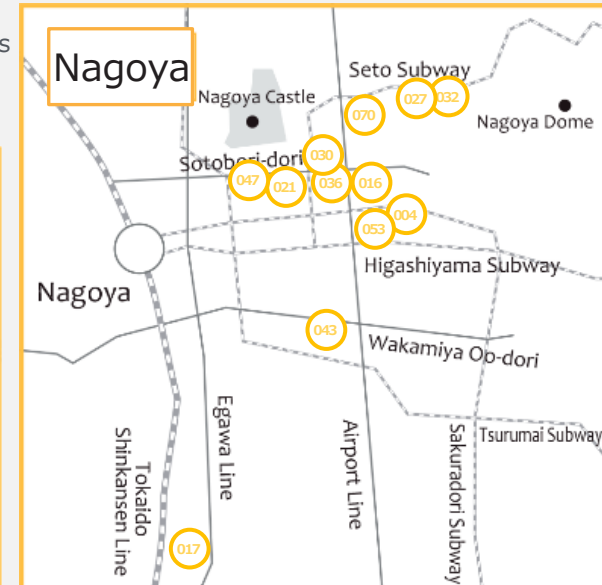 s
Nagoya
Seto Subway
Nagoya Castle
027
032
070
Nagoya Dome
Sotobori-dori
030
047
021
036
016
004
053
Higashiyama Subway
Nagoya
043
Wakamiya Oo-dori
Egawa Line
Airport Line
Sakuradori Subway
Tsurumai Subway
Tokaido
Shinkansen Line
017